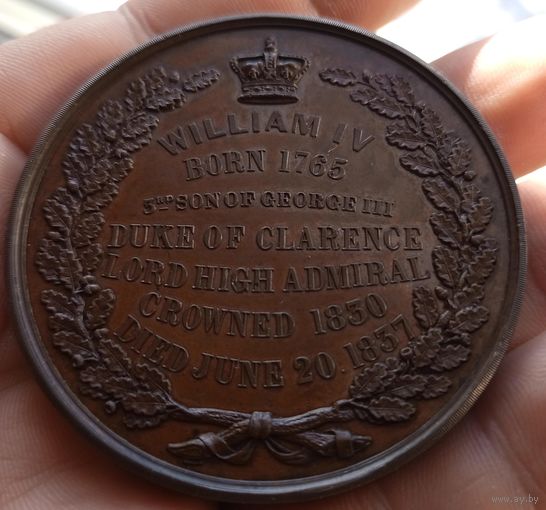 WILLIAM IV
BORN 1765
3RD SON OF GEORGE III
DUKE OF CLARENCE
LORD HIGH ADMIRAL
CROWNED 1830
DIED JUNE 20. 1837
www.ay.by